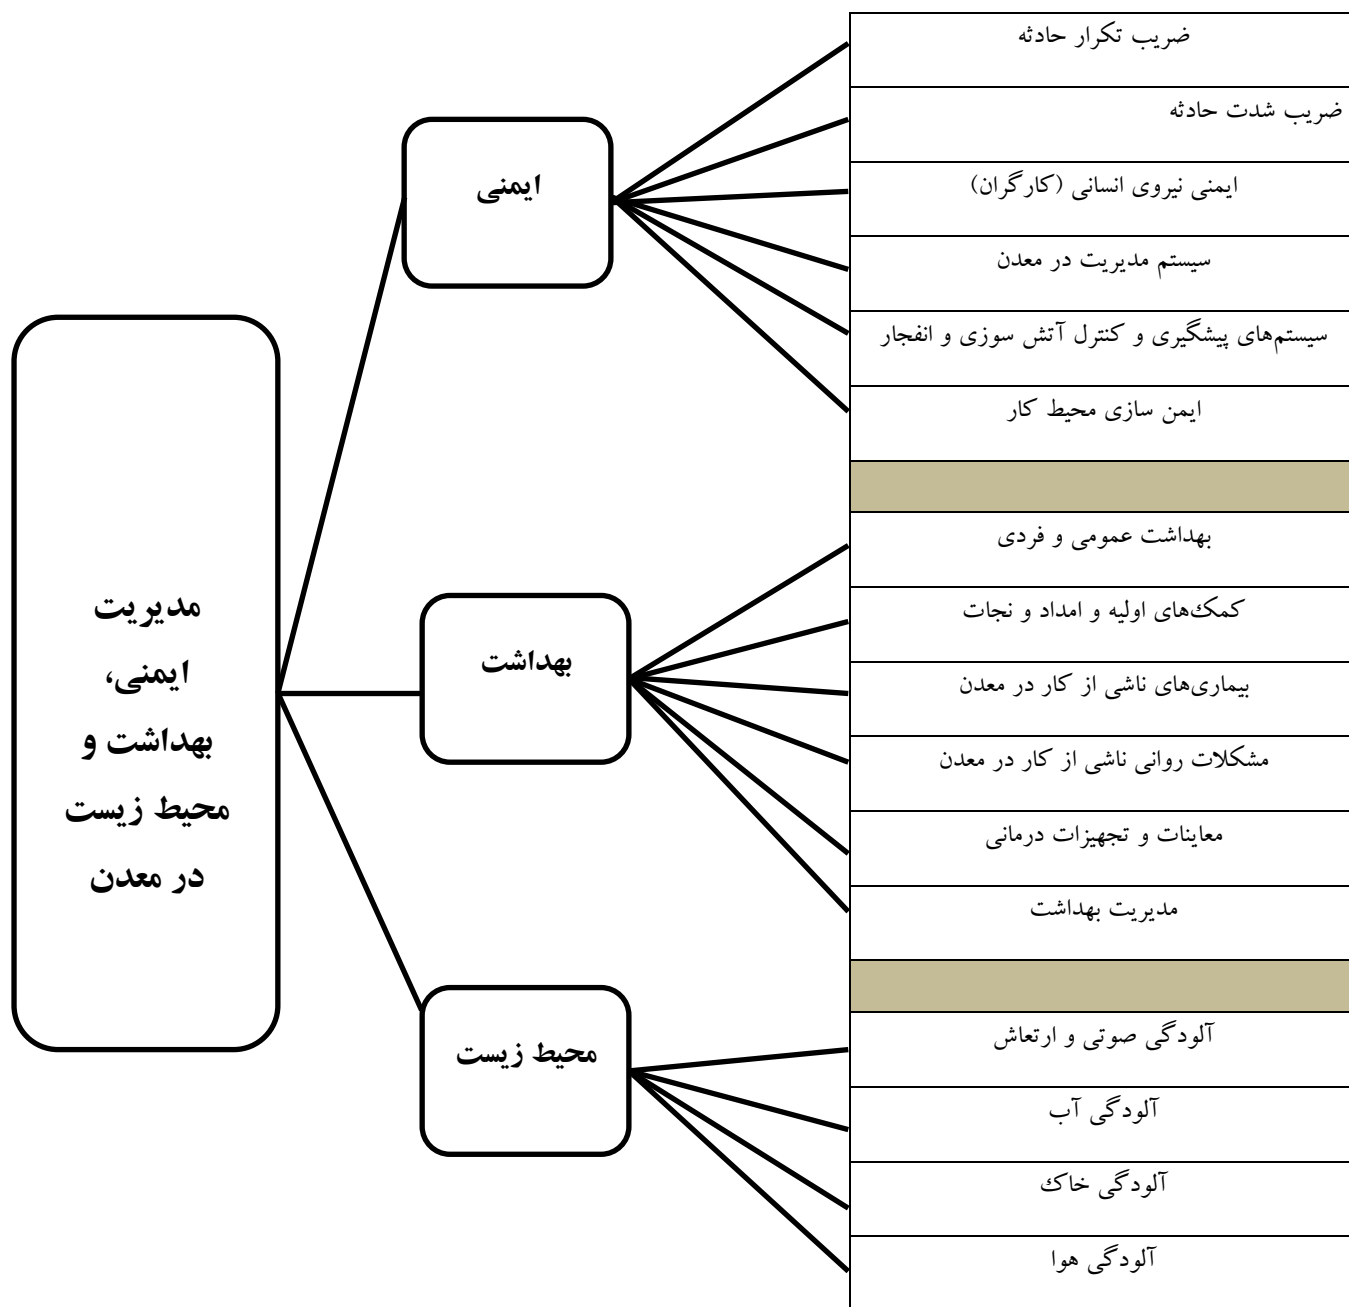 مدیریت
ایمنی،
بهداشت و
محیط زیست
در معدن
ایمنی
ضریب تکرار حادثه
ضریب شدت حادثه
ایمنی نیروی انسانی (کارگران)
سیستم مدیریت در معدن
سیستم‌های پیشگیری و کنترل آتش سوزی و انفجار
ایمن سازی محیط کار
بهداشت
بهداشت عمومی و فردی
کمک‌های اولیه و امداد و نجات
بیماری‌های ناشی از کار در معدن
مشکلات روانی ناشی از کار در معدن
معاینات و تجهیزات درمانی
مدیریت بهداشت
محیط زیست
آلودگی صوتی و ارتعاش
آلودگی آب
آلودگی خاک
آلودگی هوا